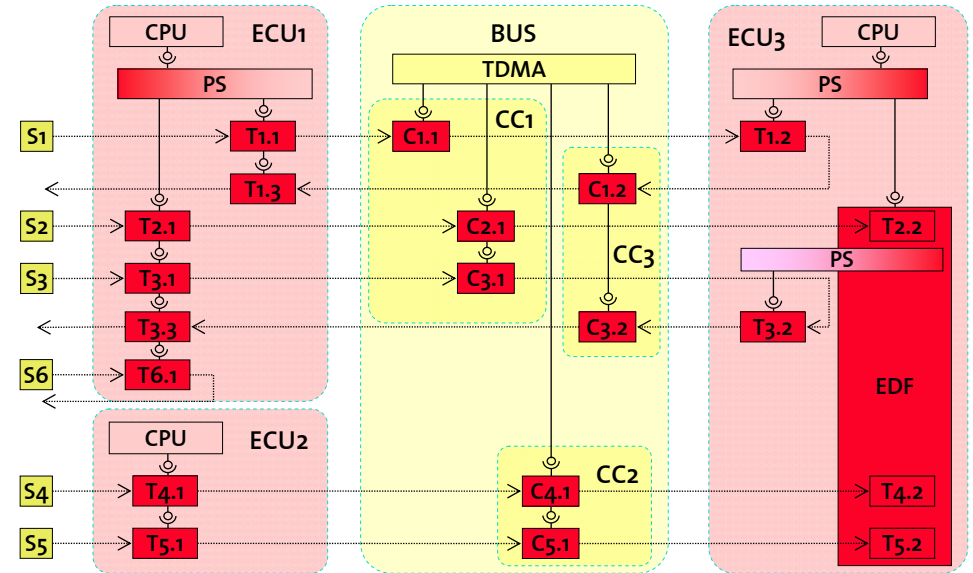 CPU
ECU1
BUS
ECU3
CPU
TDMA
PS
PS
CC1
S1
T1.1
C1.1
T1.2
T1.3
C1.2
S2
T2.1
C2.1
T2.2
CC3
PS
S3
T3.1
C3.1
T3.3
C3.2
T3.2
S6
T6.1
EDF
CPU
ECU2
CC2
S4
T4.1
C4.1
T4.2
S5
T5.1
C5.1
T5.2